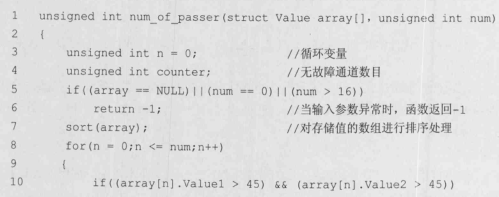 1 unsigned int num_of_passer(struct Value array[], unsigned int num)
2 {
3 unsigned int n = 0; //循环变量
4 unsigned int counter; //无故障通道数目
5 if((array == NULL)||(num == 0)||(num > 16))
6 return -1; //当输入参数异常时，函数返回-1
7 sort(array); //对存储值的数组进行排序处理
8 for(n = 0;n <= num;n++)
9 {
10 if((array[n].Value1 > 45) && (array[n].Value2 > 45))